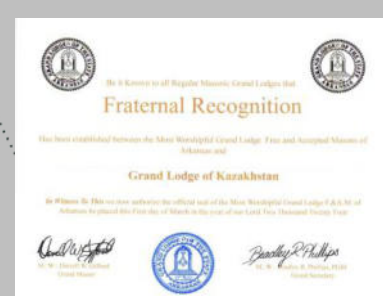 Be it Known to all Regular Masonic Grand Lodges that
Fraternal Recognition
Has been established between the Most Worshipful Grand Lodge Free and Accepted Masons of
Arkansas and
Grand Lodge of Kazakhstan
In Witness To This we now authorize the official seal of the Most Worshipful Grand Lodge F.& A.M. of
Arkansas be placed this First day of March in the year of our Lord Two Thousand Twenty
Bradley R. Phillips
Grand Master
Grand Secretary